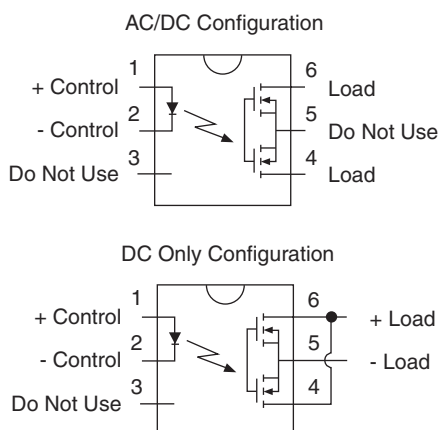 AC/DC Configuration
1
6
+ Control
Load
2
5
- Control
Do Not Use
3
4
Do Not Use
Load
DC Only Configuration
1
6
+ Control
+ Load
2
5
- Control
- Load
3
4
Do Not Use